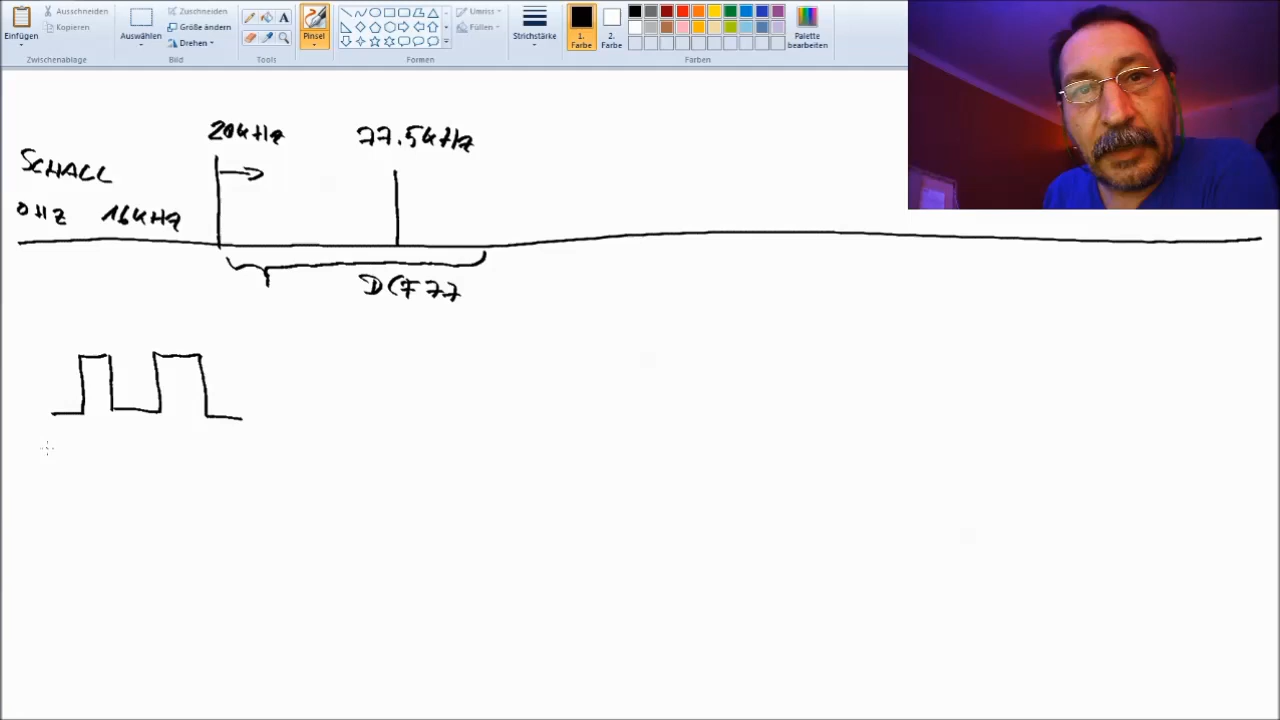 Einfügen
Ausschneiden
Kopieren
Zwischenablage
Auswählen
Zuschneiden
Größe ändern
Drehen
Bild
A
Tools
Pinsel
Umriss
Füllen
Formen
Strichstärke
1.
Farbe
2.
Farbe
Palette
bearbeiten
Farben
20kHz
77.5kHz
SCHALL
0Hz 16kHz
DCF77